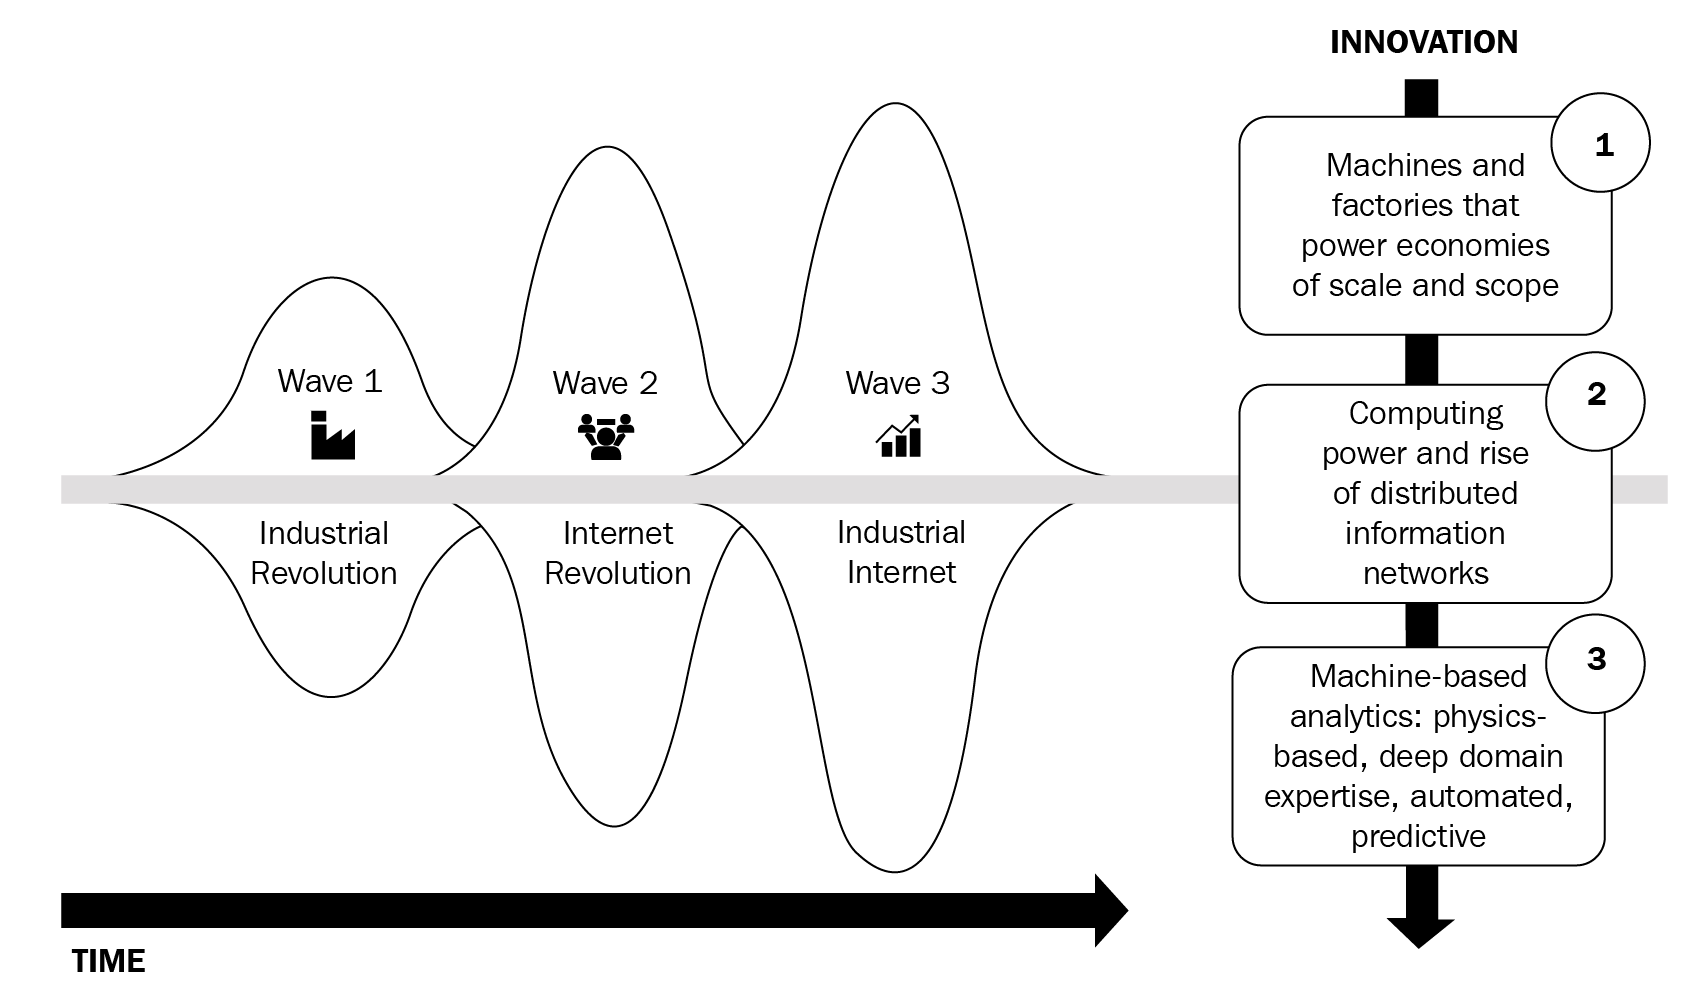 INNOVATION
1
Machines and
factories that
power economies
of scale and scope
Wave 1
Wave 2
Wave 3
2
Computing
power and rise
of distributed
information
networks
Industrial
Revolution
Internet
Revolution
Industrial
Internet
3
Machine-based
analytics: physics-
based, deep domain
expertise, automated,
predictive
TIME